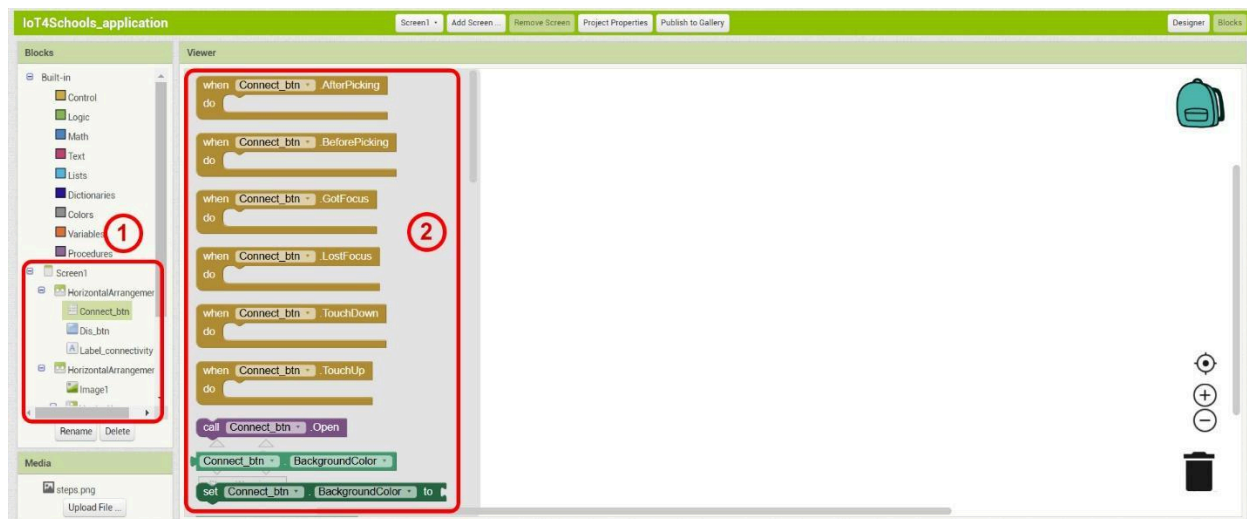 IoT4Schools_application
Screen1
Add Screen ...
Remove Screen
Project Properties
Publish to Gallery
Designer
Blocks
Blocks
Viewer
Built-in
Control
Logic
Math
Text
Lists
Dictionaries
Colors
Variables
Procedures
1
Screen1
HorizontalArrangemer
Connect_btn
Dis_btn
Label_connectivity
HorizontalArrangemer
Image1
Rename
Delete
Media
steps.png
Upload File ...
when Connect_btn .AfterPicking
do
when Connect_btn .BeforePicking
do
when Connect_btn .GotFocus
do
2
when Connect_btn .LostFocus
do
when Connect_btn .TouchDown
do
when Connect_btn .TouchUp
do
call Connect_btn .Open
Connect_btn . BackgroundColor
set Connect_btn . BackgroundColor to